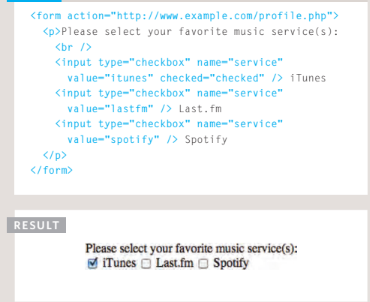 <form action="http://www.example.com/profile.php">
<p>Please select your favorite music service(s):
<br />
<input type="checkbox" name="service"
value="itunes" checked="checked" /> iTunes
<input type="checkbox" name="service"
value="lastfm" /> Last.fm
<input type="checkbox" name="service"
value="spotify" /> Spotify
</p>
</form>
RESULT
Please select your favorite music service(s):
iTunes Last.fm Spotify